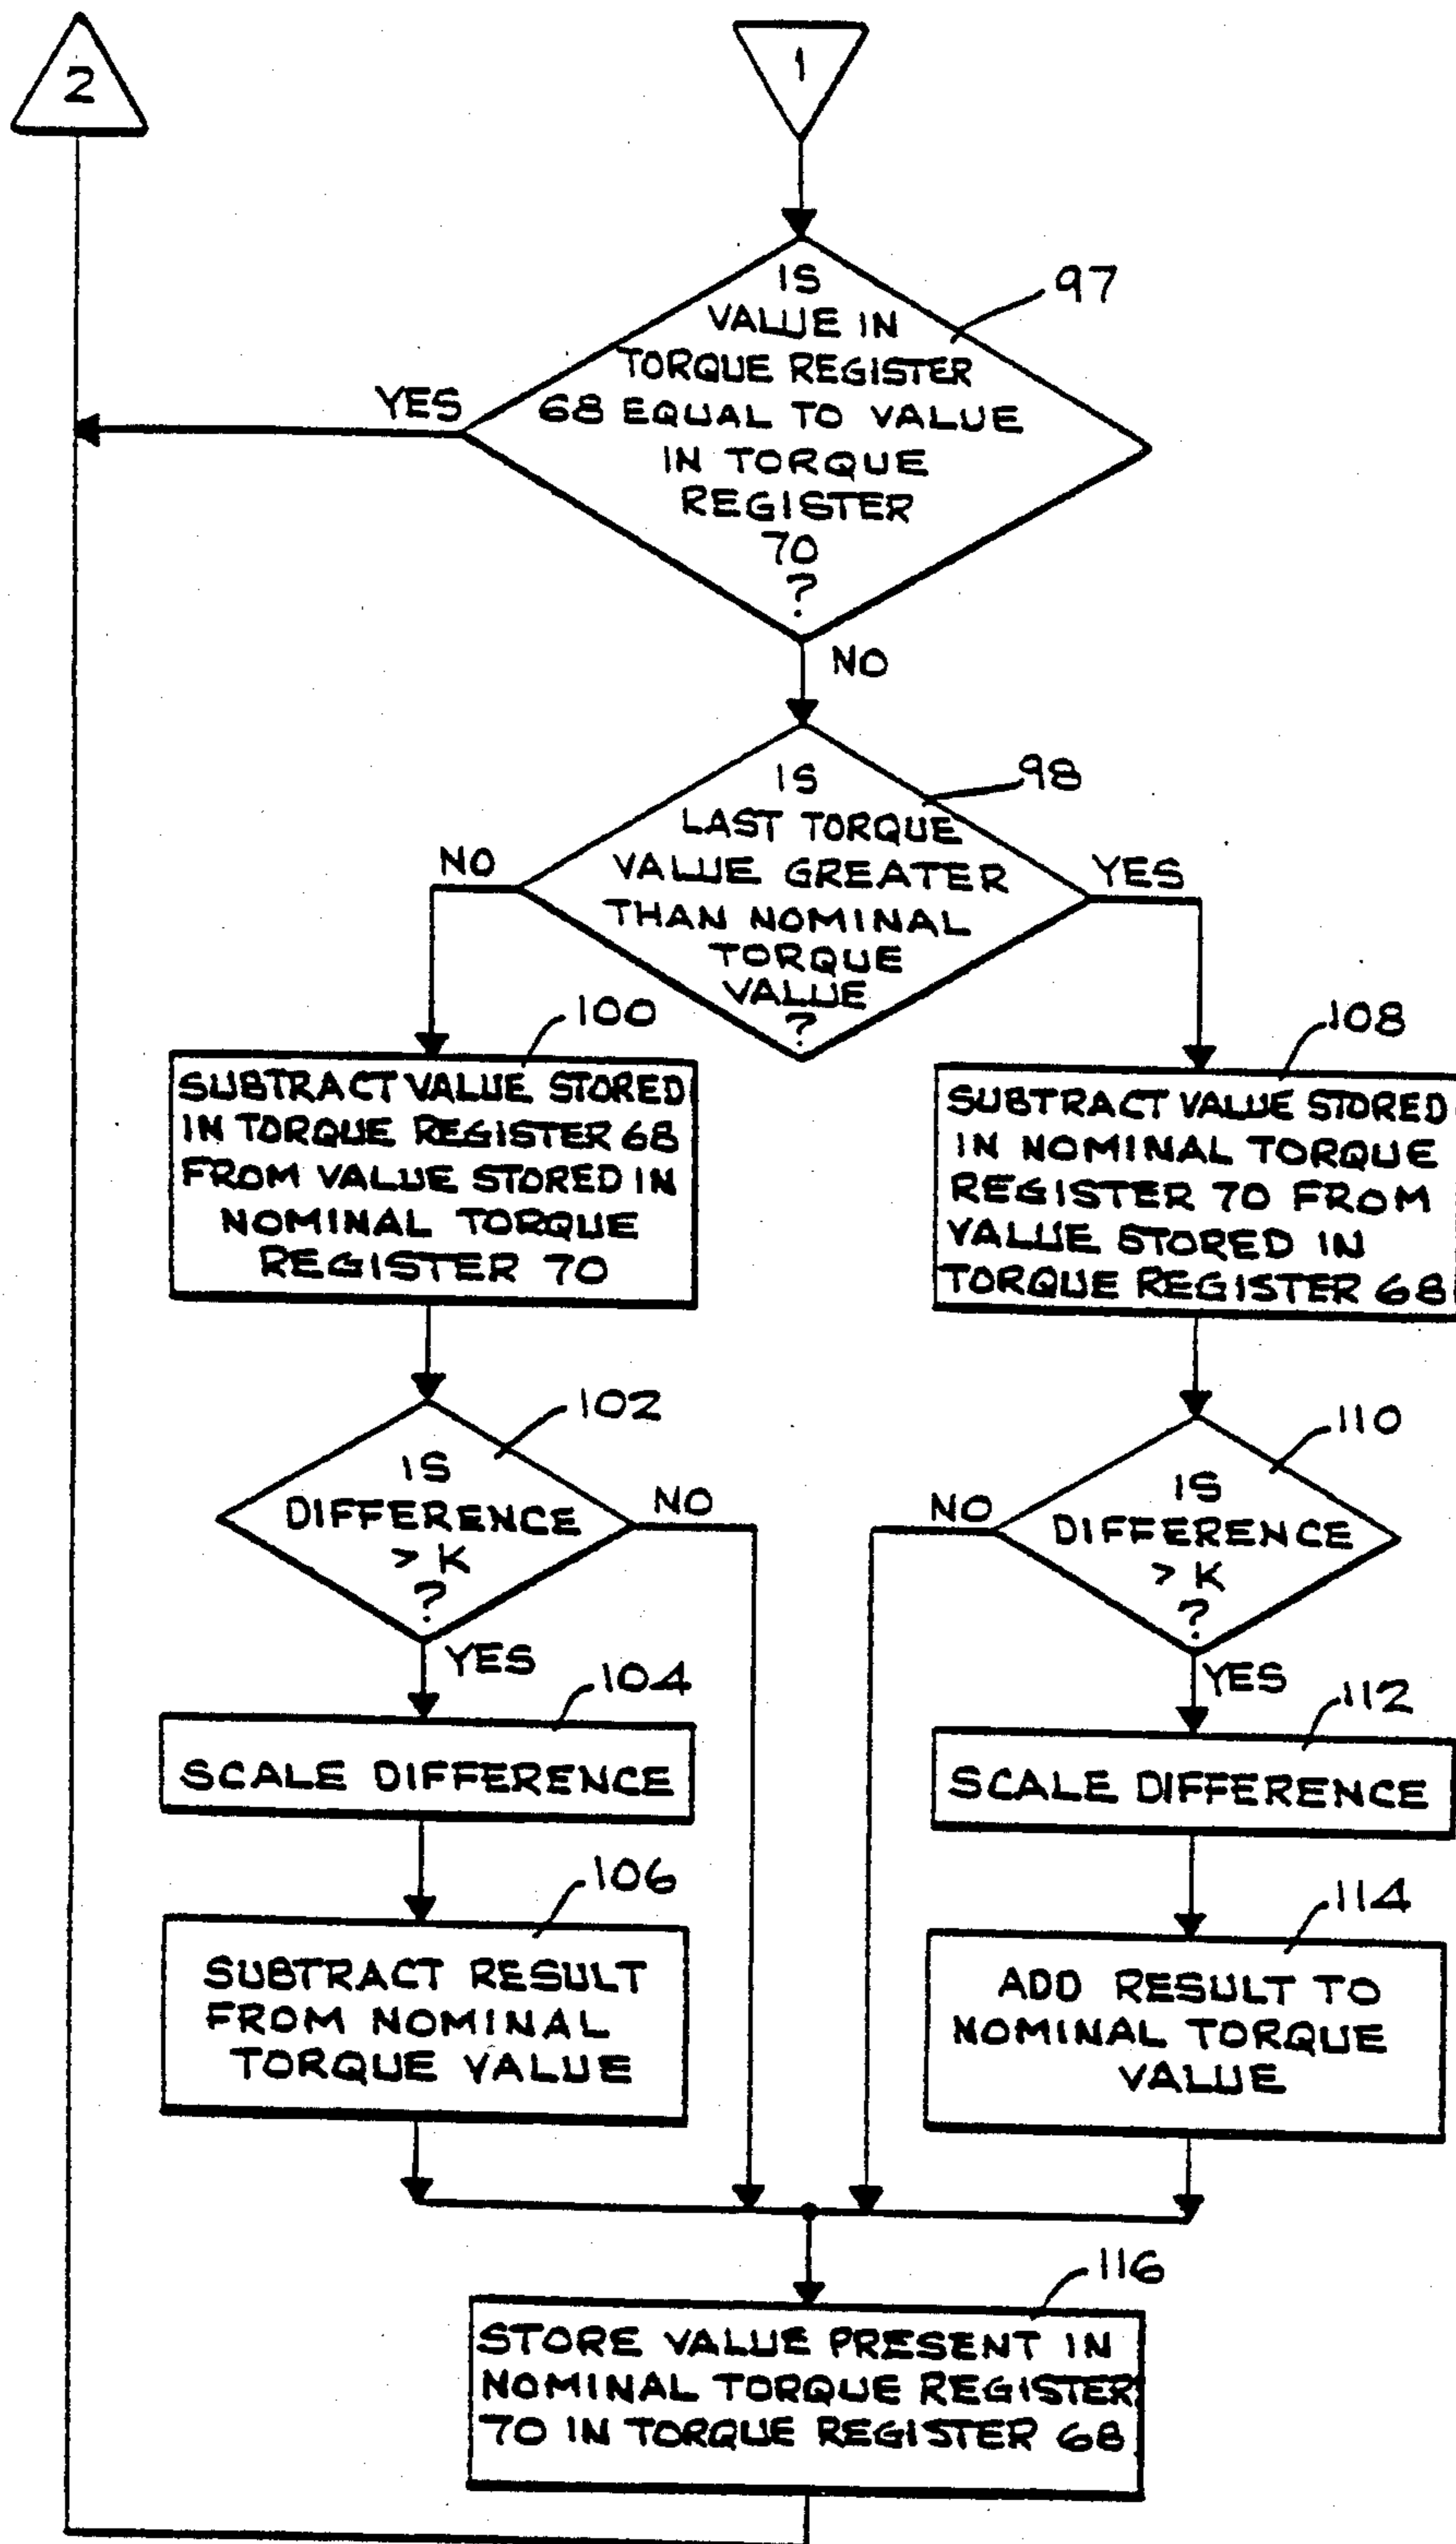 2
1
IS
VALUE IN
TORQUE REGISTER
68 EQUAL TO VALUE
IN TORQUE
REGISTER
70
?
97
YES
NO
IS
LAST TORQUE
VALUE GREATER
THAN NOMINAL
TORQUE
VALUE
?
98
NO
YES
100
SUBTRACT VALUE STORED
IN TORQUE REGISTER 68
FROM VALUE STORED IN
NOMINAL TORQUE
REGISTER 70
108
SUBTRACT VALUE STORED
IN NOMINAL TORQUE
REGISTER 70 FROM
VALUE STORED IN
TORQUE REGISTER 68
102
IS
DIFFERENCE
> K
?
NO
YES
110
IS
DIFFERENCE
> K
?
NO
YES
104
SCALE DIFFERENCE
112
SCALE DIFFERENCE
106
SUBTRACT RESULT
FROM NOMINAL
TORQUE VALUE
114
ADD RESULT TO
NOMINAL TORQUE
VALUE
116
STORE VALUE PRESENT IN
NOMINAL TORQUE REGISTER
70 IN TORQUE REGISTER 68